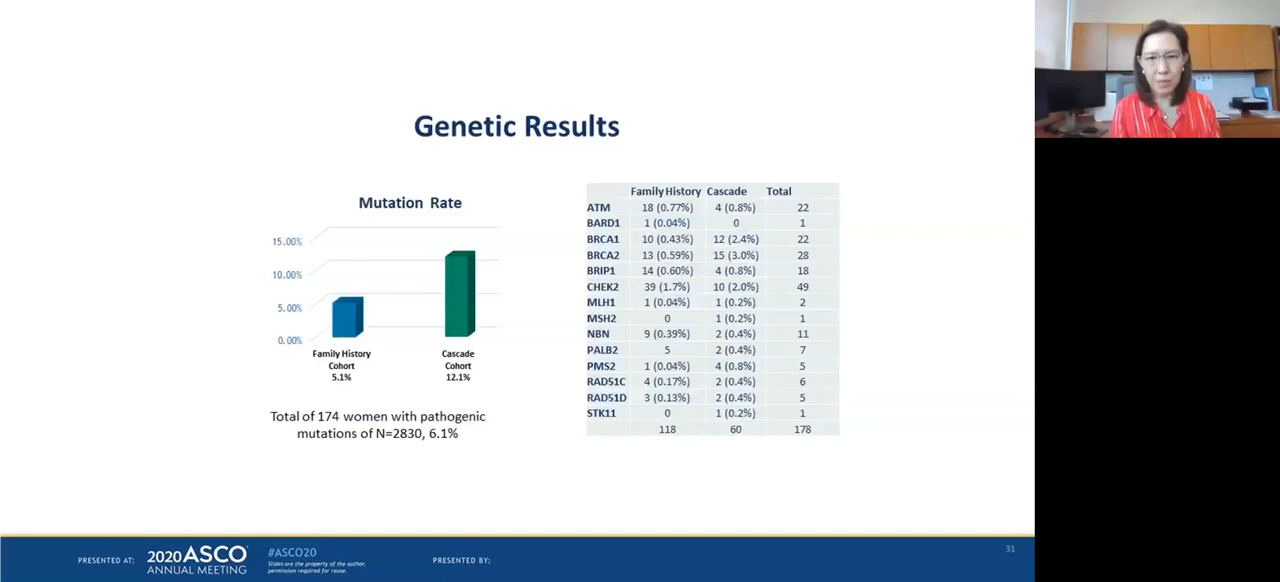 Genetic Results
Mutation Rate
15.00%
10.00%
5.00%
0.00%
Family History
Cohort
5.1%
Cascade
Cohort
12.1%
Total of 174 women with pathogenic
mutations of N=2830, 6.1%
Family History Cascade Total
ATM 18 (0.77%) 4 (0.8%) 22
BARD1 1 (0.04%) 0 1
BRCA1 10 (0.43%) 12 (2.4%) 22
BRCA2 13 (0.59%) 15 (3.0%) 28
BRIP1 14 (0.60%) 4 (0.8%) 18
CHEK2 39 (1.7%) 10 (2.0%) 49
MLH1 1 (0.04%) 1 (0.2%) 2
MSH2 0 1 (0.2%) 1
NBN 9 (0.39%) 2 (0.4%) 11
PALB2 5 2 (0.4%) 7
PMS2 1 (0.04%) 4 (0.8%) 5
RAD51C 4 (0.17%) 2 (0.4%) 6
RAD51D 3 (0.13%) 2 (0.4%) 5
STK11 0 1 (0.2%) 1
118 60 178
31
PRESENTED AT:
2020 ASCO
ANNUAL MEETING
#ASCO20
Slides are the property of the author,
permission required for reuse.
PRESENTED BY: